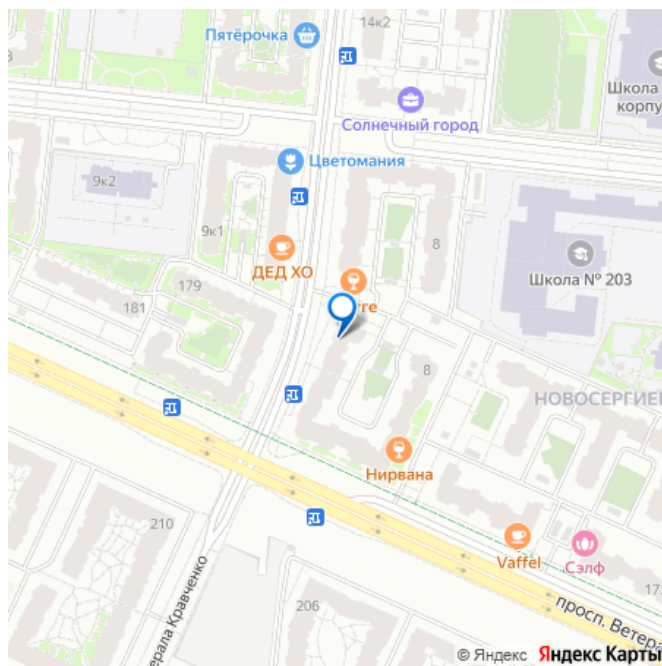 14к2
Пятёрочка
Школа
корпу
Солнечный город
Цветомания
9к2
9к1
8
ДЕД ХО
Школа № 203
179
181
ге
8
НОВОСЕРГИЕВ
Нирвана
210
Vaffel
Сэлф
206
просп. Ветера
ерала Кравченко
© Яндекс Яндекс Карты